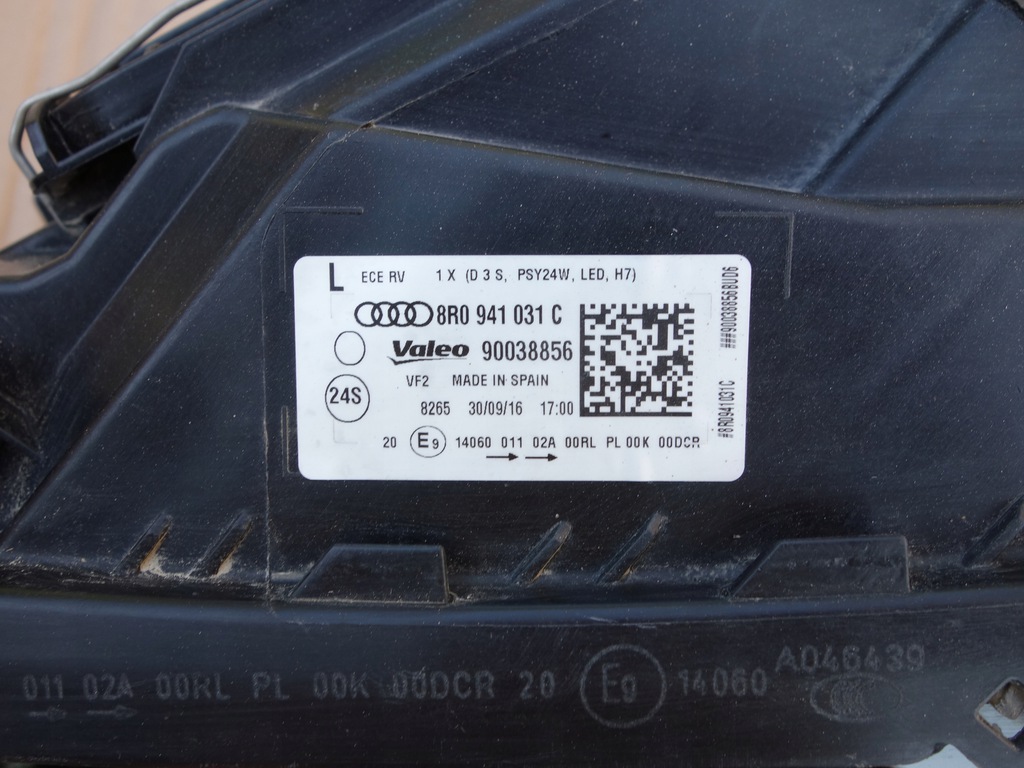 L ECE RV 1 X (D 3 S, PSY24W, LED, H7)
8R0 941 031 C
Valeo 90038856
VF2 MADE IN SPAIN
24S
8265 30/09/16 17:00
20 E9 14060 011 02A 00RL PL 00K 00DCR
###90038856BUD6
#8R0941031C
A046439
011 02A 00RL PL 00K 00DCR 20 E9 14060